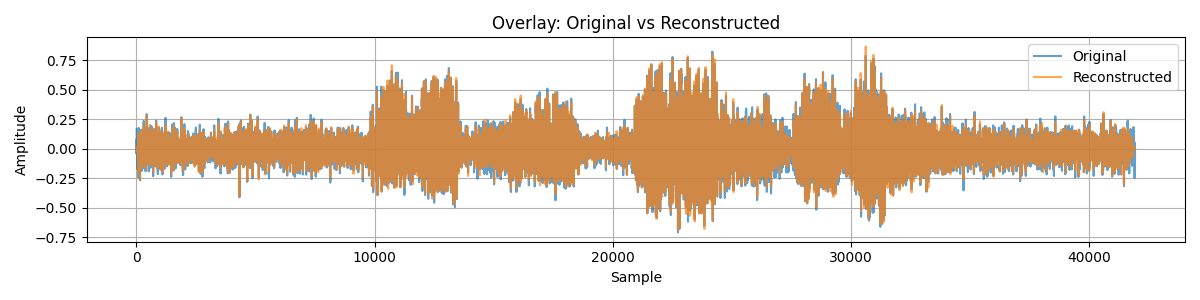 Overlay: Original vs Reconstructed
Original
Reconstructed
Amplitude
0.75
0.50
0.25
0.00
−0.25
−0.50
−0.75
0 10000 20000 30000 40000
Sample